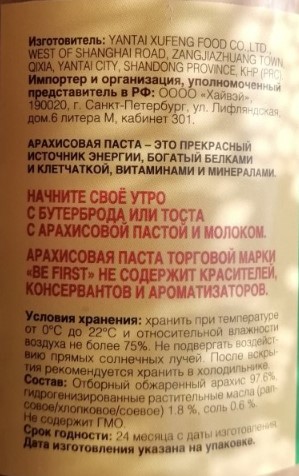 Изготовитель: YANTAI XUFENG FOOD CO.,LTD.,
WEST OF SHANGHAI ROAD, ZANGJIAZHUANG TOWN,
QIXIA, YANTAI CITY, SHANDONG PROVINCE, КНР (PRC)
Импортер и организация, уполномоченный
представитель в РФ: ОООО «Хайвэй»,
190020, г. Санкт-Петербург, ул. Лифляндская,
дом.6 литера М, кабинет 301.
АРАХИСОВАЯ ПАСТА – ЭТО ПРЕКРАСНЫЙ
ИСТОЧНИК ЭНЕРГИИ, БОГАТЫЙ БЕЛКАМИ
И КЛЕТЧАТКОЙ, ВИТАМИНАМИ И МИНЕРАЛАМИ.
НАЧНИТЕ СВОЁ УТРО
С БУТЕРБРОДА ИЛИ ТОСТА
С АРАХИСОВОЙ ПАСТОЙ И МОЛОКОМ.
АРАХИСОВАЯ ПАСТА ТОРГОВОЙ МАРКИ
«BE FIRST» НЕ СОДЕРЖИТ КРАСИТЕЛЕЙ,
КОНСЕРВАНТОВ И АРОМАТИЗАТОРОВ.
Условия хранения: хранить при температуре
от 0°С до 22°С и относительной влажности
воздуха не более 75%. Не подвергать воздейст-
вию прямых солнечных лучей. После вскры-
тия рекомендуется хранить в холодильнике.
Состав: Отборный обжаренный арахис 97.6%,
гидрогенизированные растительные масла (рап-
совое/хлопковое/соевое) 1.8 %, соль 0.6 %.
Не содержит ГМО.
Срок годности: 24 месяца с даты изготовления.
Дата изготовления указана на упаковке.